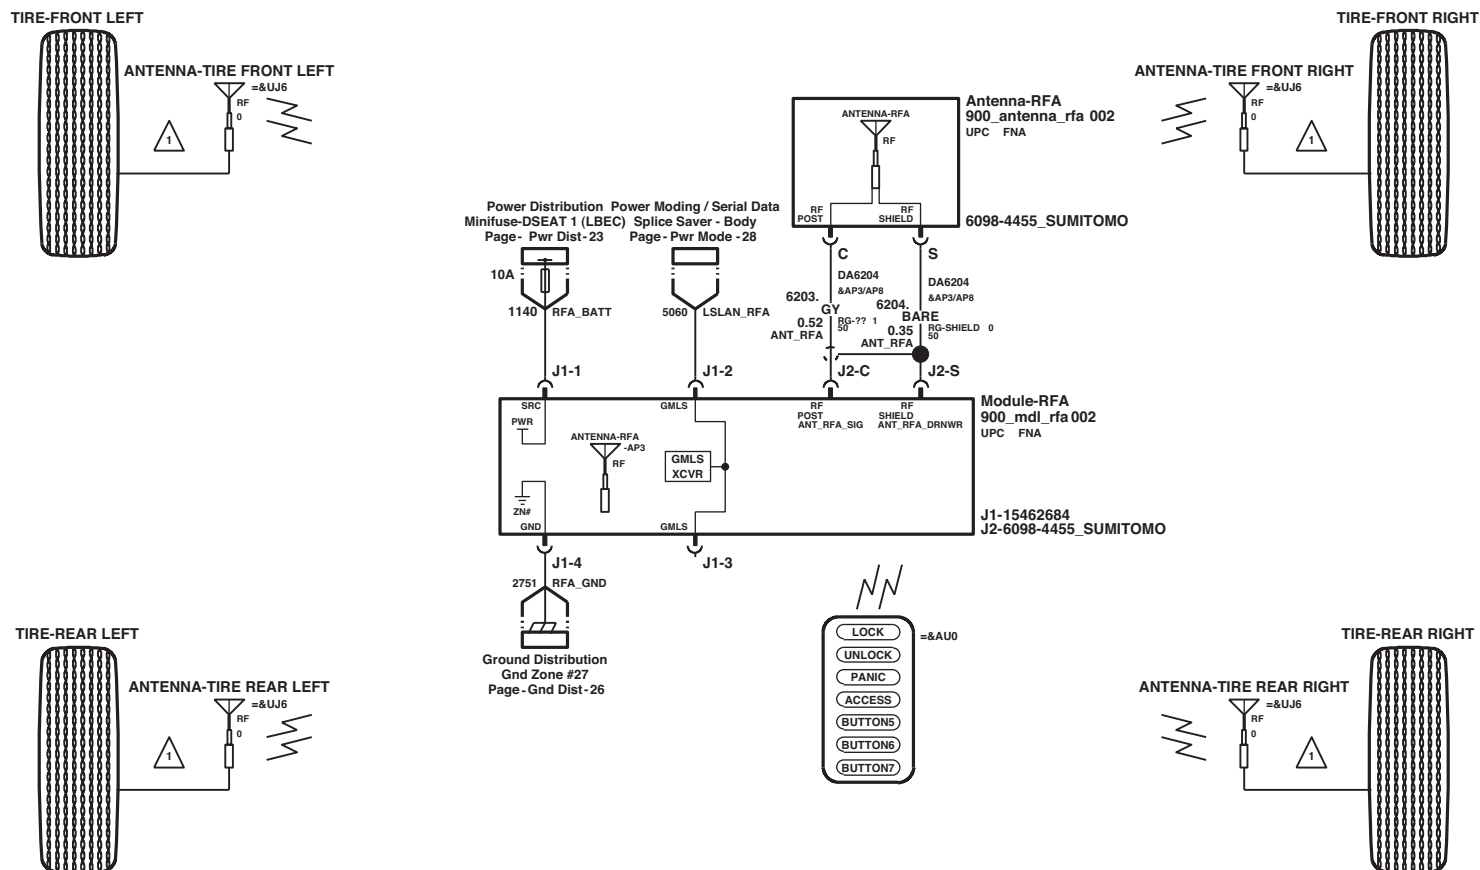 TIRE-FRONT LEFT
TIRE-FRONT RIGHT
ANTENNA-TIRE FRONT LEFT
=&UJ6
RF
0
1
ANTENNA-TIRE FRONT RIGHT
=&UJ6
RF
0
1
ANTENNA-RFA
RF
RF
POST
RF
SHIELD
Antenna-RFA
900_antenna_rfa 002
UPC FNA
6098-4455_SUMITOMO
Power Distribution
Minifuse-DSEAT 1 (LBEC)
Page- Pwr Dist-23
Power Moding / Serial Data
Splice Saver - Body
Page- Pwr Mode -28
10A
1140
RFA_BATT
5060
LSLAN_RFA
C
S
DA6204
&AP3/AP8
DA6204
&AP3/AP8
6203.
GY
0.52
RG-?? 1
50
ANT_RFA
6204.
BARE
0.35
RG-SHIELD 0
50
ANT_RFA
J1-1
J1-2
J2-C
J2-S
SRC
PWR
GMLS
RF
POST
ANT_RFA_SIG
RF
SHIELD
ANT_RFA_DRNWR
Module-RFA
900_mdl_rfa 002
UPC FNA
ANTENNA-RFA
-AP3
RF
GMLS
XCVR
ZN#
GND
GMLS
J1-15462684
J2-6098-4455_SUMITOMO
J1-4
J1-3
2751
RFA_GND
Ground Distribution
Gnd Zone #27
Page-Gnd Dist-26
LOCK
UNLOCK
PANIC
ACCESS
BUTTON5
BUTTON6
BUTTON7
=&AU0
TIRE-REAR LEFT
TIRE-REAR RIGHT
ANTENNA-TIRE REAR LEFT
=&UJ6
RF
0
1
ANTENNA-TIRE REAR RIGHT
=&UJ6
RF
0
1